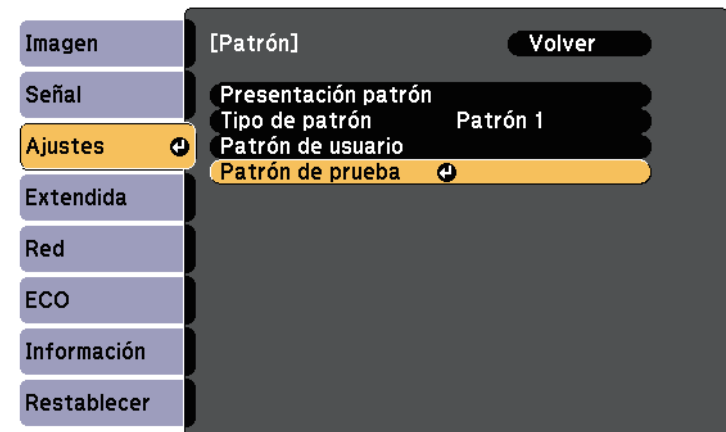 Imagen
Señal
Ajustes
Extendida
Red
ECO
Información
Restablecer
[Patrón] Volver
Presentación patrón
Tipo de patrón Patrón 1
Patrón de usuario
Patrón de prueba